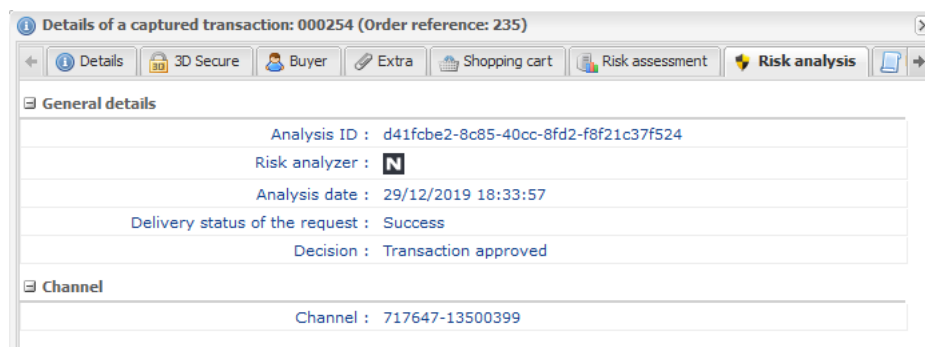 Details of a captured transaction: 000254 (Order reference: 235)
Details 3D Secure Buyer Extra Shopping cart Risk assessment Risk analysis
General details
Analysis ID : d41fcbe2-8c85-40cc-8fd2-f8f21c37f524
Risk analyzer : N
Analysis date : 29/12/2019 18:33:57
Delivery status of the request : Success
Decision : Transaction approved
Channel
Channel : 717647-13500399